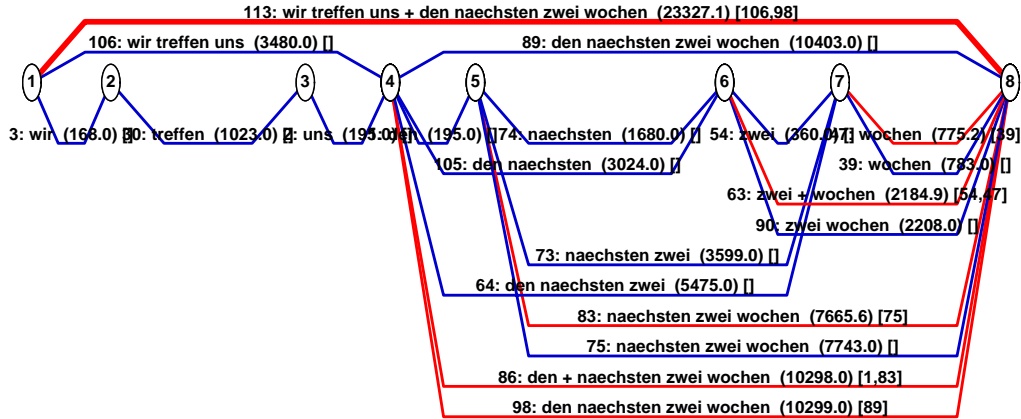 113: wir treffen uns + den naechsten zwei wochen (23327.1) [106,98]
106: wir treffen uns (3480.0) []
89: den naechsten zwei wochen (10403.0) []
1 2 3 4 5 6 7 8
3: wir (168.0) []
treffen (1023.0) []
2: uns (195.0) []
den (195.0) []
74: naechsten (1680.0) []
54: zwei (360.0) []
47: wochen (775.2) [39]
105: den naechsten (3024.0) []
39: wochen (783.0) []
63: zwei + wochen (2184.9) [54,47]
90: zwei wochen (2208.0) []
73: naechsten zwei (3599.0) []
64: den naechsten zwei (5475.0) []
83: naechsten zwei wochen (7665.6) [75]
75: naechsten zwei wochen (7743.0) []
86: den + naechsten zwei wochen (10298.0) [1,83]
98: den naechsten zwei wochen (10299.0) [89]